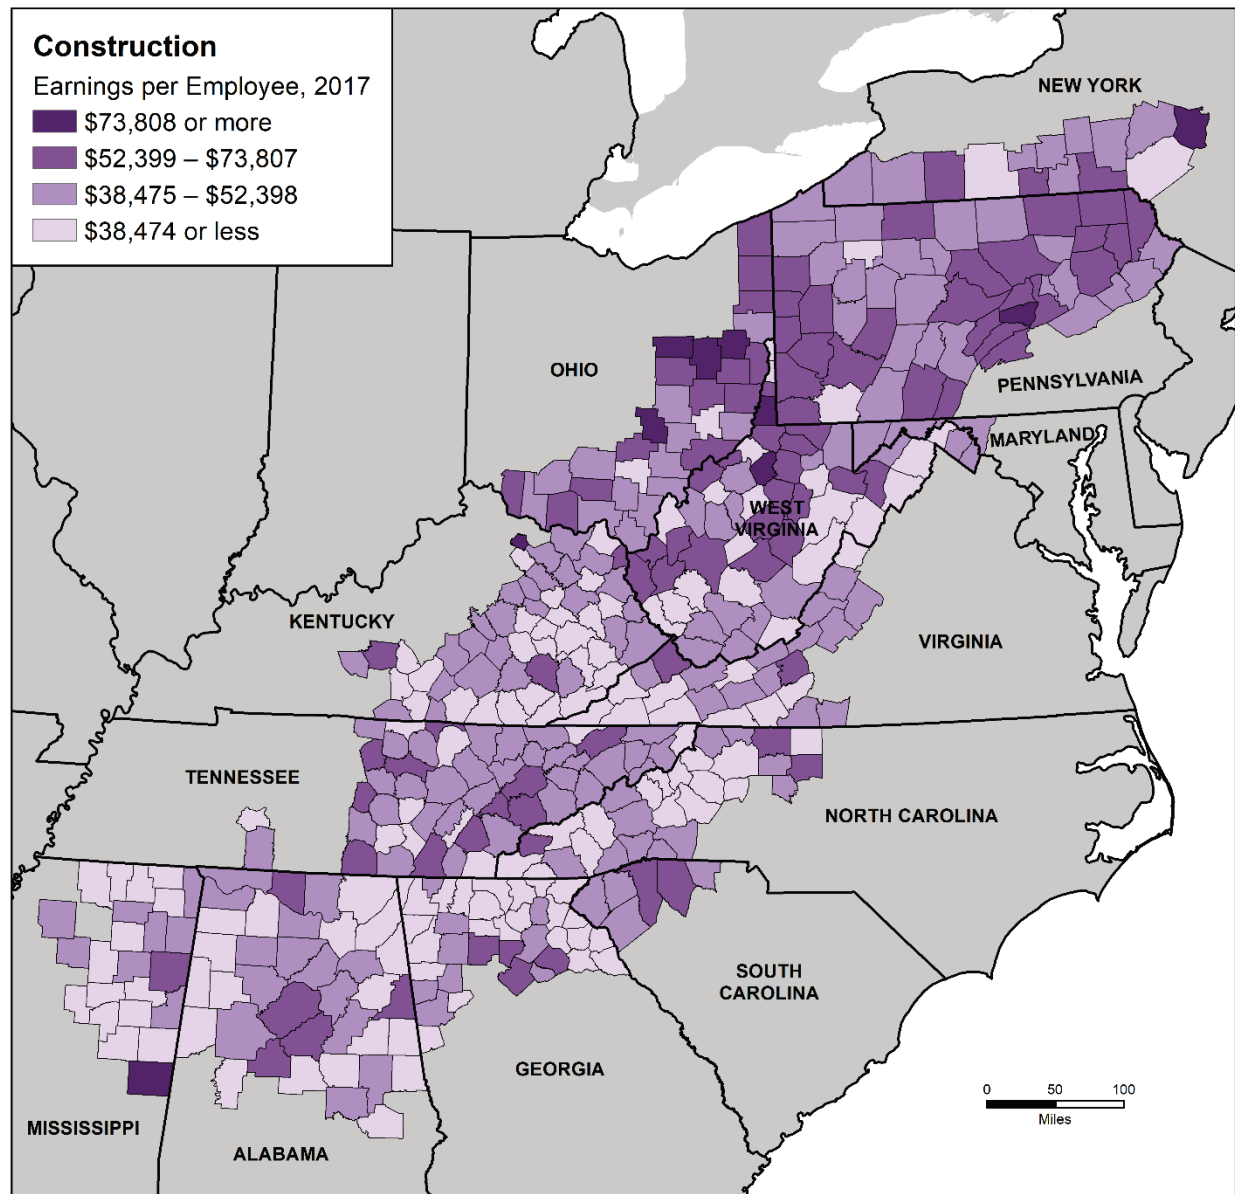 Construction
Earnings per Employee, 2017
$73,808 or more
$52,399 – $73,807
$38,475 – $52,398
$38,474 or less
NEW YORK
OHIO
PENNSYLVANIA
MARYLAND
WEST
VIRGINIA
KENTUCKY
VIRGINIA
TENNESSEE
NORTH CAROLINA
SOUTH
CAROLINA
GEORGIA
0 50 100
Miles
MISSISSIPPI
ALABAMA